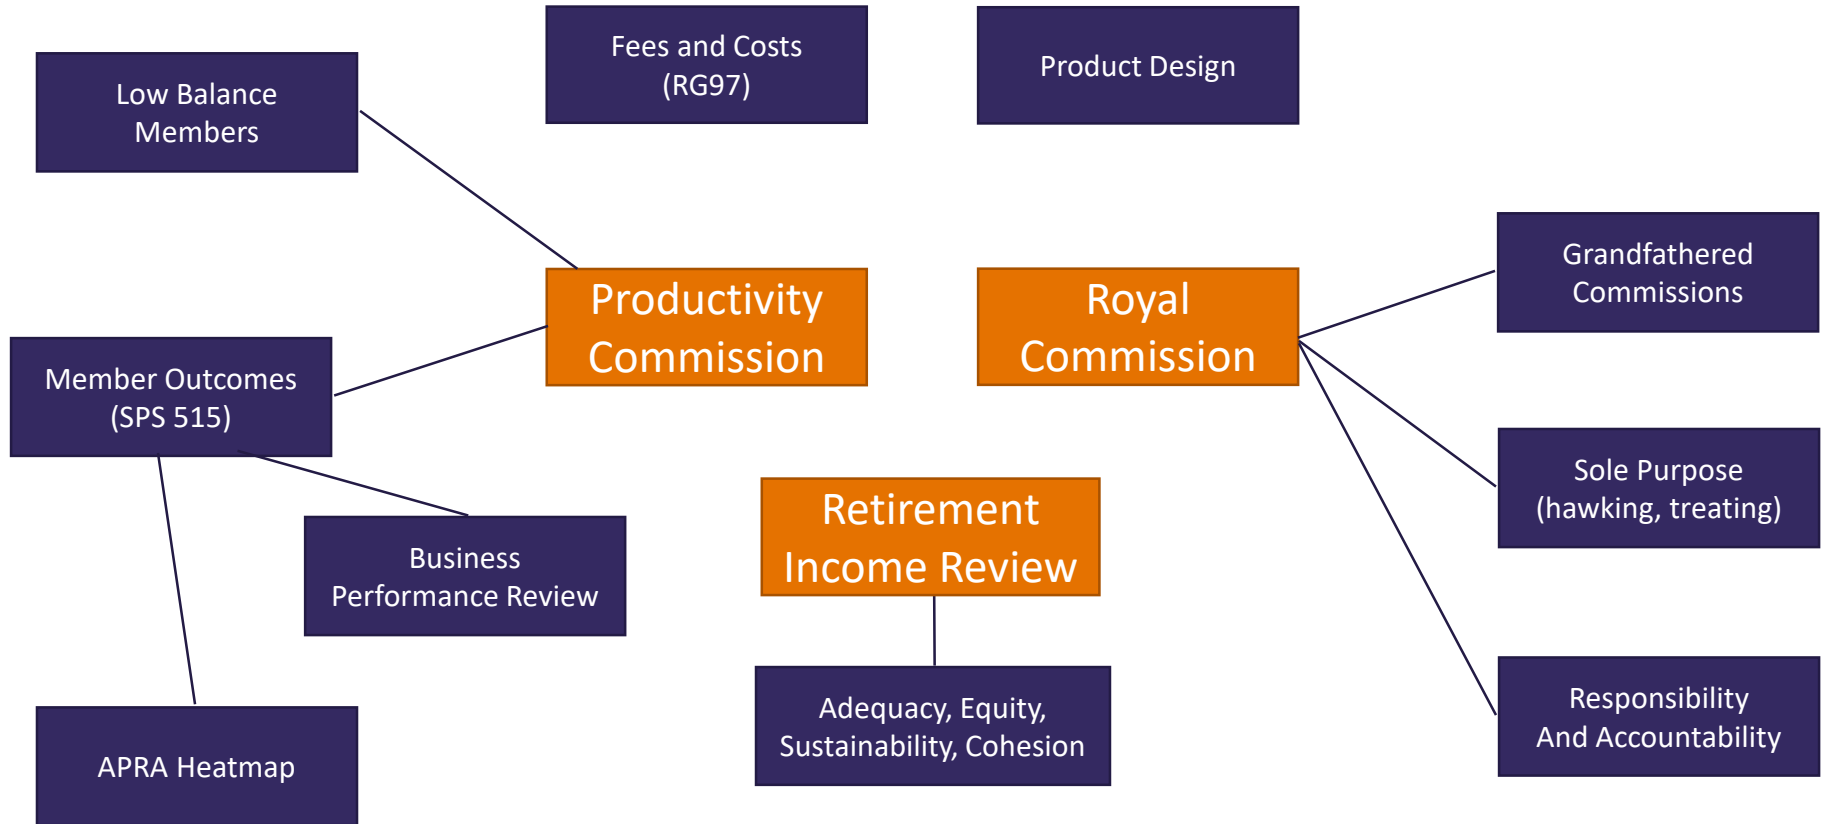 Fees and Costs
(RG97)
Product Design
Low Balance
Members
Grandfathered
Commissions
Productivity
Commission
Royal
Commission
Member Outcomes
(SPS 515)
Sole Purpose
(hawking, treating)
Retirement
Income Review
Business
Performance Review
Adequacy, Equity,
Sustainability, Cohesion
Responsibility
And Accountability
APRA Heatmap